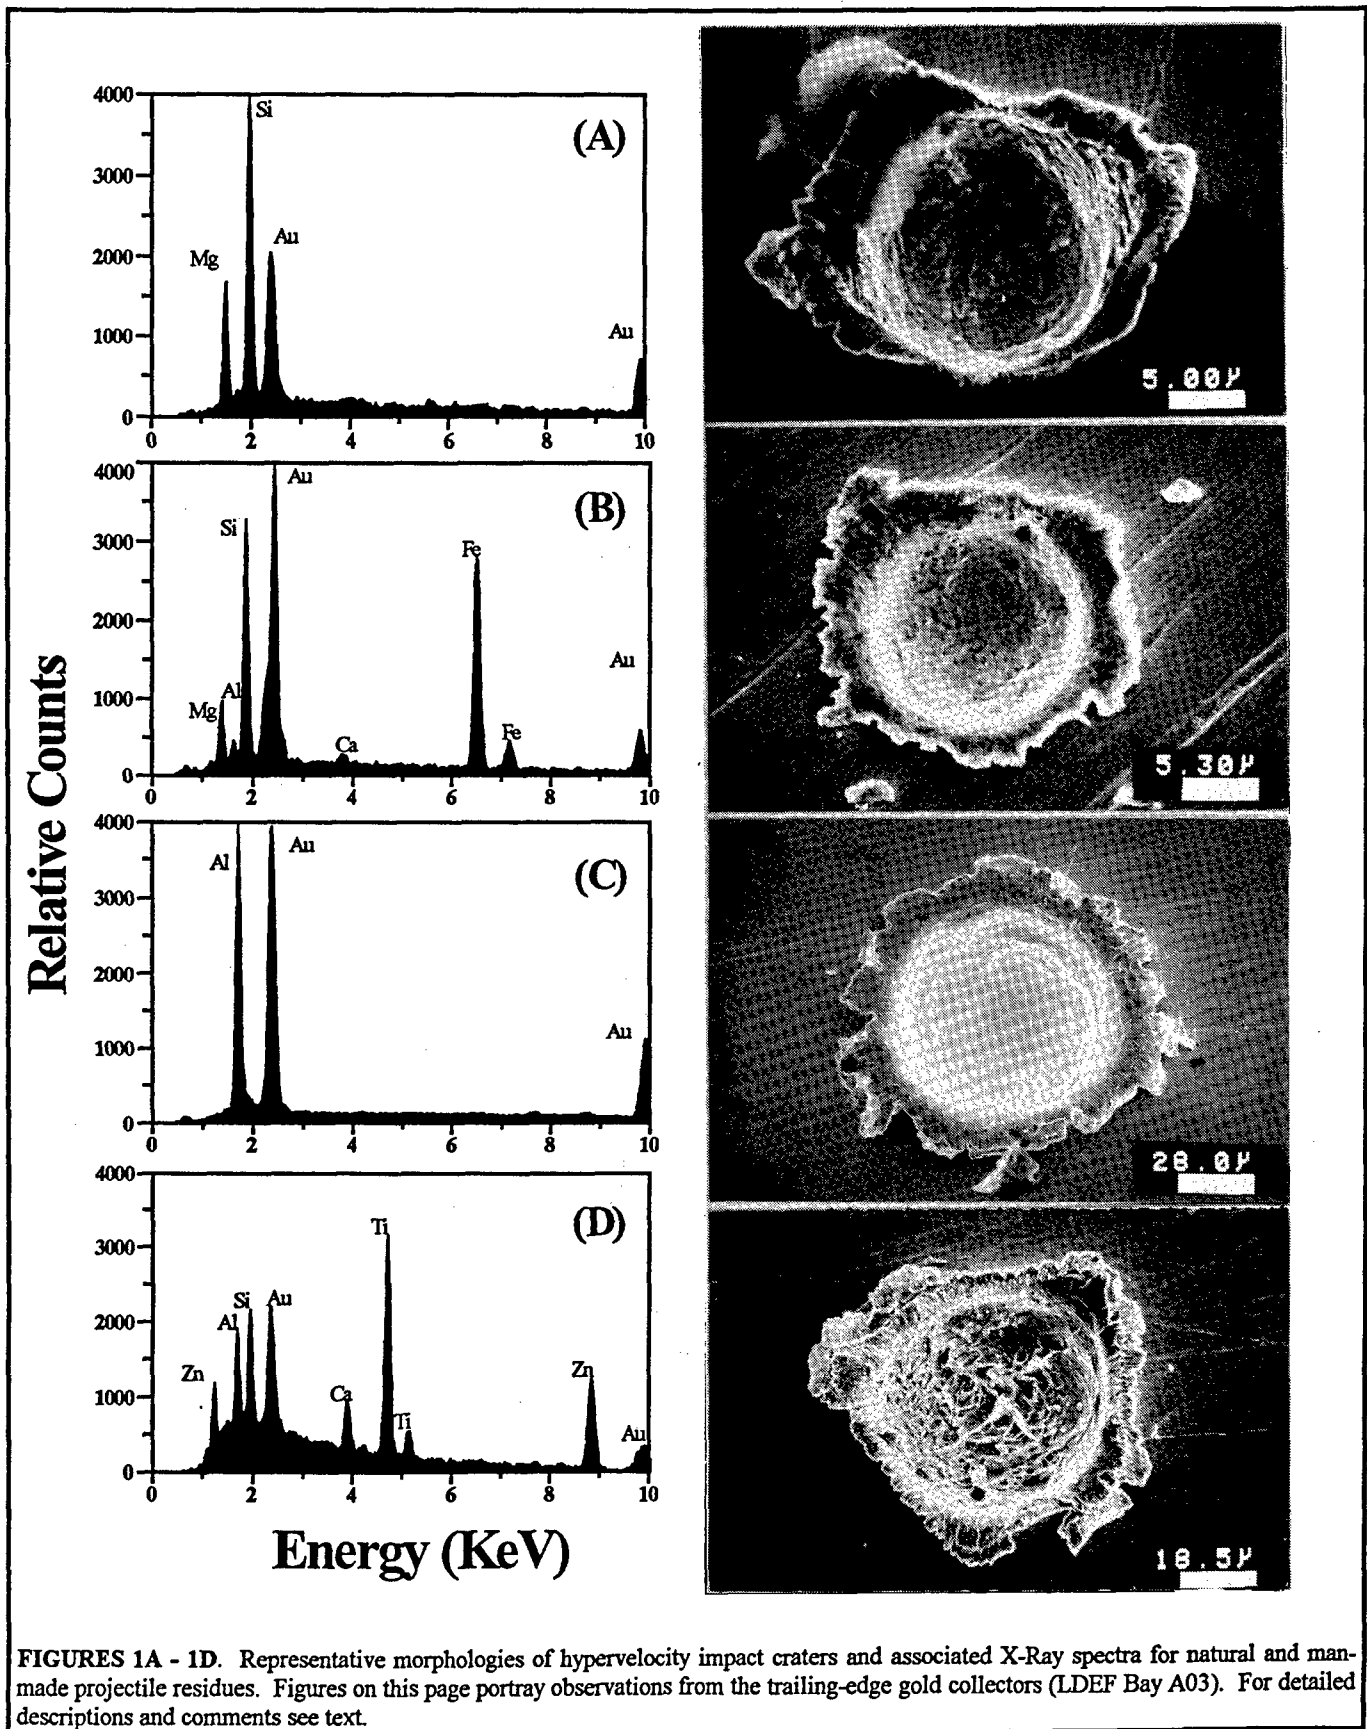 Relative Counts
4000
3000
2000
1000
0
0 2 4 6 8 10
Mg
Si
Au
Au
(A)
5.00μ
4000
3000
2000
1000
0
0 2 4 6 8 10
Mg
Al
Si
Au
Ca
Fe
Fe
Au
(B)
5.30μ
4000
3000
2000
1000
0
0 2 4 6 8 10
Al
Au
Au
(C)
28.0μ
4000
3000
2000
1000
0
0 2 4 6 8 10
Zn
Al
Si
Au
Ca
Ti
Ti
Zn
Au
(D)
18.5μ
Energy (KeV)
FIGURES 1A - 1D. Representative morphologies of hypervelocity impact craters and associated X-Ray spectra for natural and man-
made projectile residues. Figures on this page portray observations from the trailing-edge gold collectors (LDEF Bay A03). For detailed
descriptions and comments see text.